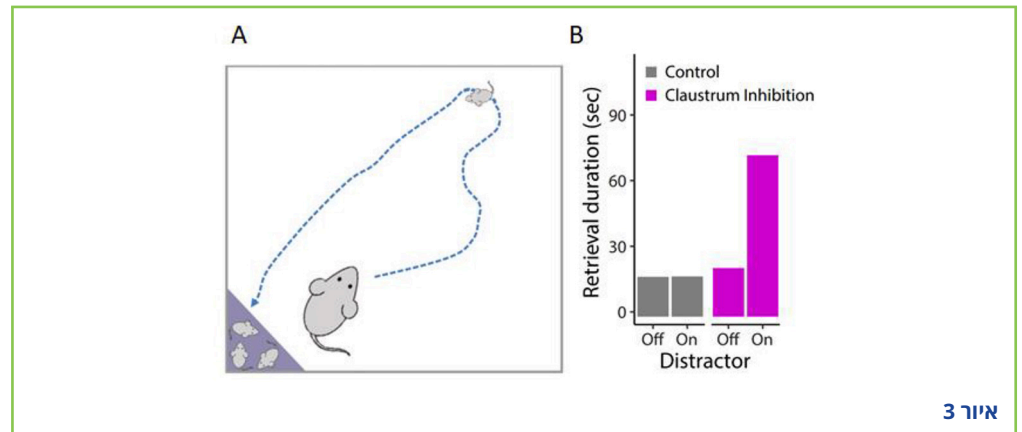 A
B
Control
Claustrum Inhibition
Retrieval duration (sec)
90
60
30
0
Off On Off On
Distractor
איור 3